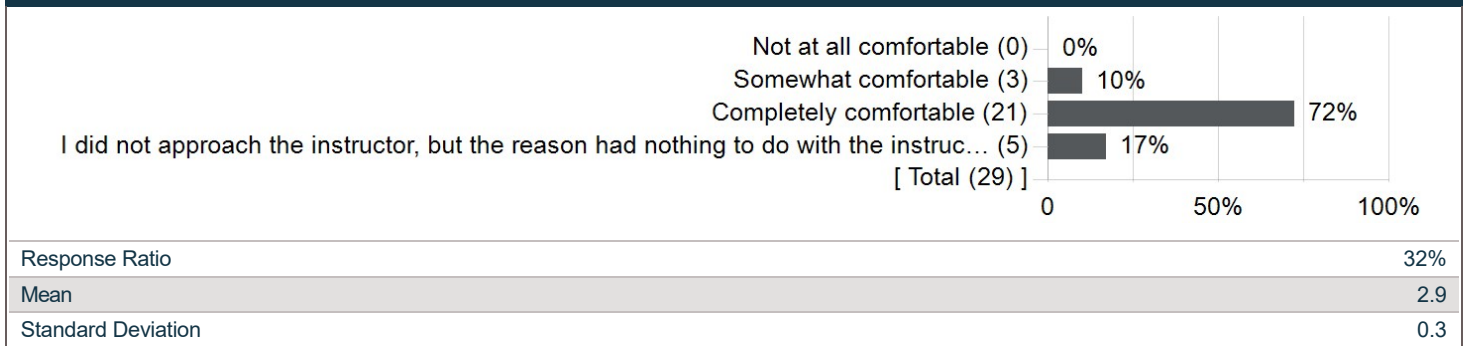 Not at all comfortable (0) 0%
Somewhat comfortable (3) 10%
Completely comfortable (21) 72%
I did not approach the instructor, but the reason had nothing to do with the instruc... (5) 17%
[ Total (29) ]
0 50% 100%
Response Ratio 32%
Mean 2.9
Standard Deviation 0.3